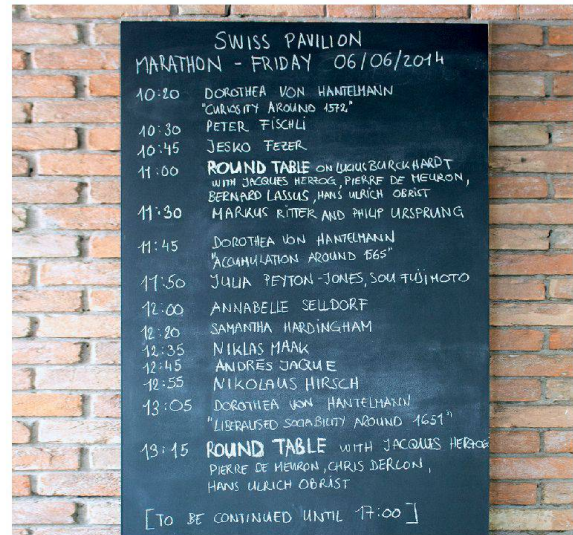 SWISS PAVILION
MARATHON - FRIDAY 06/06/2014
10:20 DOROTHEA VON HANTELMANN
"CURIOSITY AROUND 1572"
10:30 PETER FISCHLI
10:45 JESKO FEZER
11:00 ROUND TABLE ON LUCIUS BURCKHARDT
WITH JACQUES HERZOG, PIERRE DE MEURON,
BERNARD LASSUS, HANS ULRICH OBRIST
11:30 MARKUS RITTER AND PHILIP URSPRUNG
11:45 DOROTHEA VON HANTELMANN
"ACCUMULATION AROUND 1565"
11:50 JULIA PEYTON-JONES, SOU FUJIMOTO
12:00 ANNABELLE SELLDORF
12:20 SAMANTHA HARDINGHAM
12:35 NIKLAS MAAK
12:45 ANDRÉS JAQUE
12:55 NIKOLAUS HIRSCH
13:05 DOROTHEA VON HANTELMANN
"LIBERALISED SOCIABILITY AROUND 1651"
13:15 ROUND TABLE WITH JACQUES HERZOG
PIERRE DE MEURON, CHRIS DERCON,
HANS ULRICH OBRIST
[TO BE CONTINUED UNTIL 17:00]